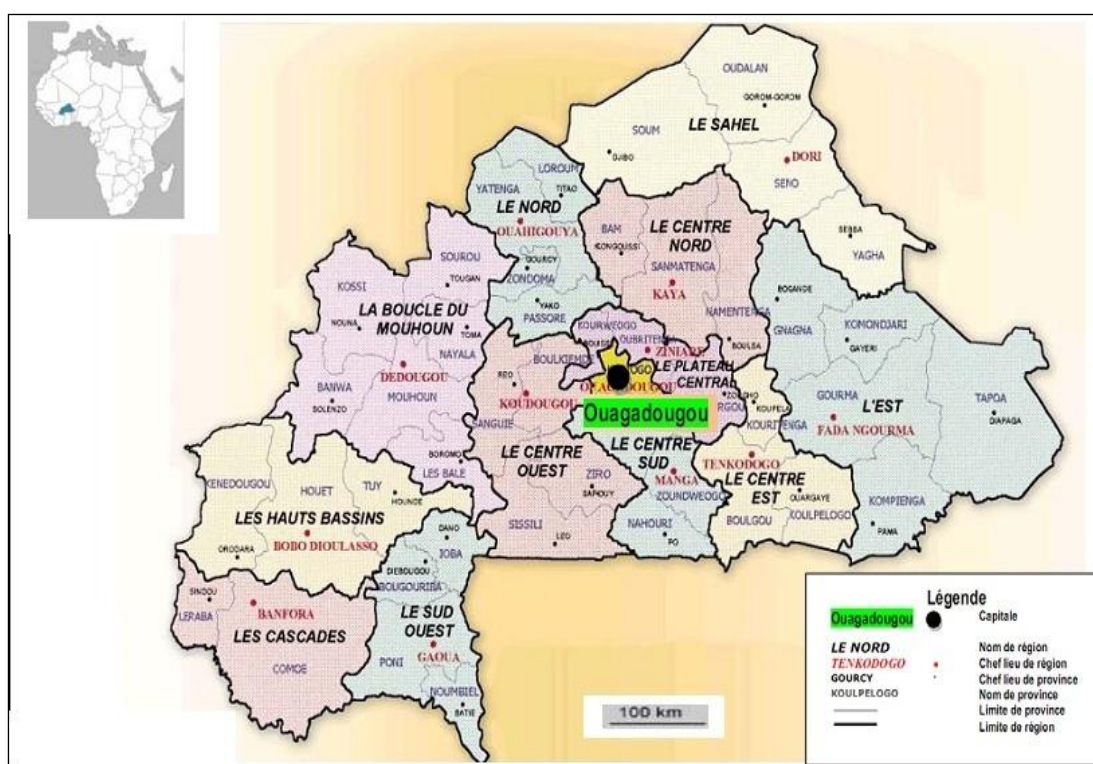 OUDALAN
GOROM-GOROM
LE SAHEL
SOUM
DJIBO
DORI
SENO
SEBBA
YAGHA
LOROUM
TITAO
YATENGA
LE NORD
OUAHIGOUYA
GOURCY
ZONDOMA
YAKO
PASSORE
BAM
KONGOUSSI
LE CENTRE
NORD
SANMATENGA
KAYA
NAMENTENGA
BOULSA
SOUROU
TOUGAN
KOSSI
LA BOUCLE DU
MOUHOUN
NOUNA
TOMA
NAYALA
DEDOUGOU
MOUHOUN
BANWA
SOLENZO
BOROMO
LES BALE
BOGANDE
GNAGNA
KOMONDJARI
GAYERI
GOURMA
L'EST
FADA NGOURMA
TAPOA
DIAPAGA
KOMPIENGA
PAMA
KOURWEOGO
BOUSSE
OUBRITENGA
ZINIARE
LE PLATEAU
CENTRAL
ZORGHO
RGOU
OUAGADOUGOU
Ouagadougou
BOULKIEMDE
REO
KOUDOUGOU
SANGUIE
LE CENTRE
OUEST
ZIRO
SAPOUY
SISSILI
LEO
LE CENTRE
SUD
MANGA
ZOUNDWEOGO
NAHOURI
PO
KOUPELA
KOURITENGA
TENKODOGO
LE CENTRE
EST
OUARGAYE
BOULGOU
KOULPELOGO
KENEDOUGOU
HOUET
TUY
HOUNDE
LES HAUTS BASSINS
BOBO DIOULASSO
ORODARA
DANO
IOBA
DIEBOUGOU
BOUGOURIBA
LE SUD
OUEST
GAOUA
PONI
NOUMBIEL
BATIE
SINDOU
LERABA
BANFORA
LES CASCADES
COMOE
100 km
Légende
Ouagadougou Capitale
LE NORD Nom de région
TENKODOGO Chef lieu de région
GOURCY Chef lieu de province
KOULPELOGO Nom de province
Limite de province
Limite de région